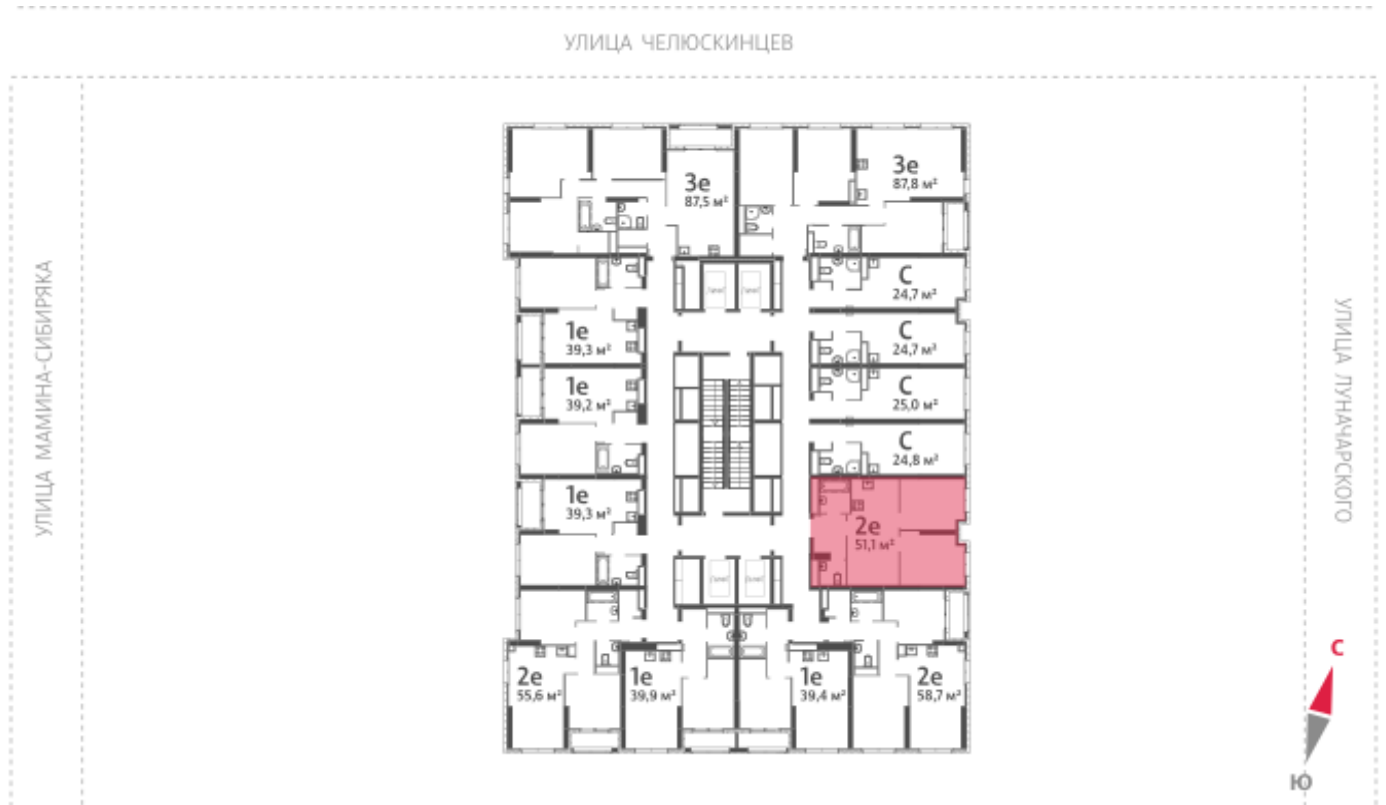 УЛИЦА ЧЕЛЮСКИНЦЕВ
УЛИЦА МАМИНА-СИБИРЯКА
УЛИЦА ЛУНАЧАРСКОГО
3е
87,5 м²
3е
87,8 м²
С
24,7 м²
1е
39,3 м²
С
24,7 м²
1е
39,2 м²
С
25,0 м²
С
24,8 м²
1е
39,3 м²
2е
51,1 м²
2е
55,6 м²
1е
39,9 м²
1е
39,4 м²
2е
58,7 м²
С
Ю